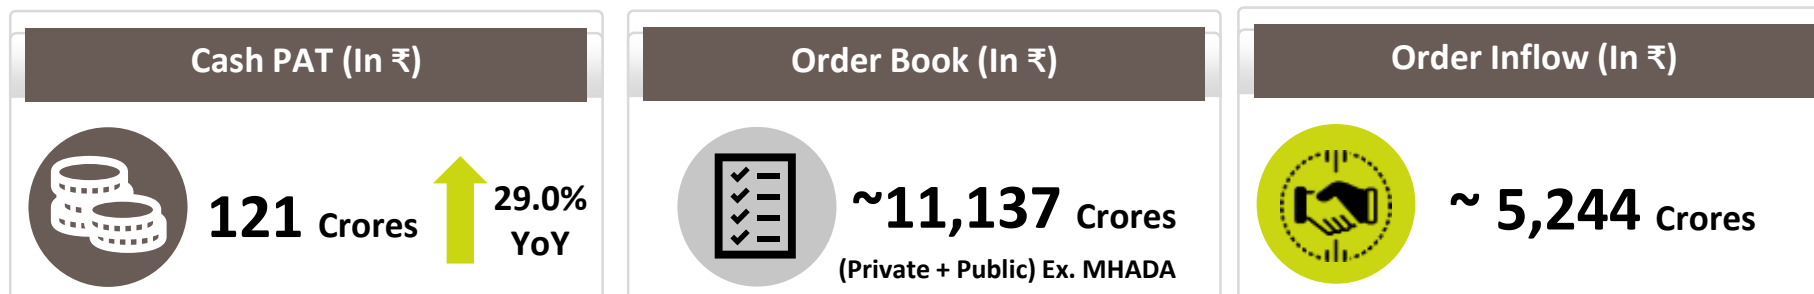 Cash PAT (In ₹)
121 Crores
29.0%
YoY
Order Book (In ₹)
~11,137 Crores
(Private + Public) Ex. MHADA
Order Inflow (In ₹)
~ 5,244 Crores